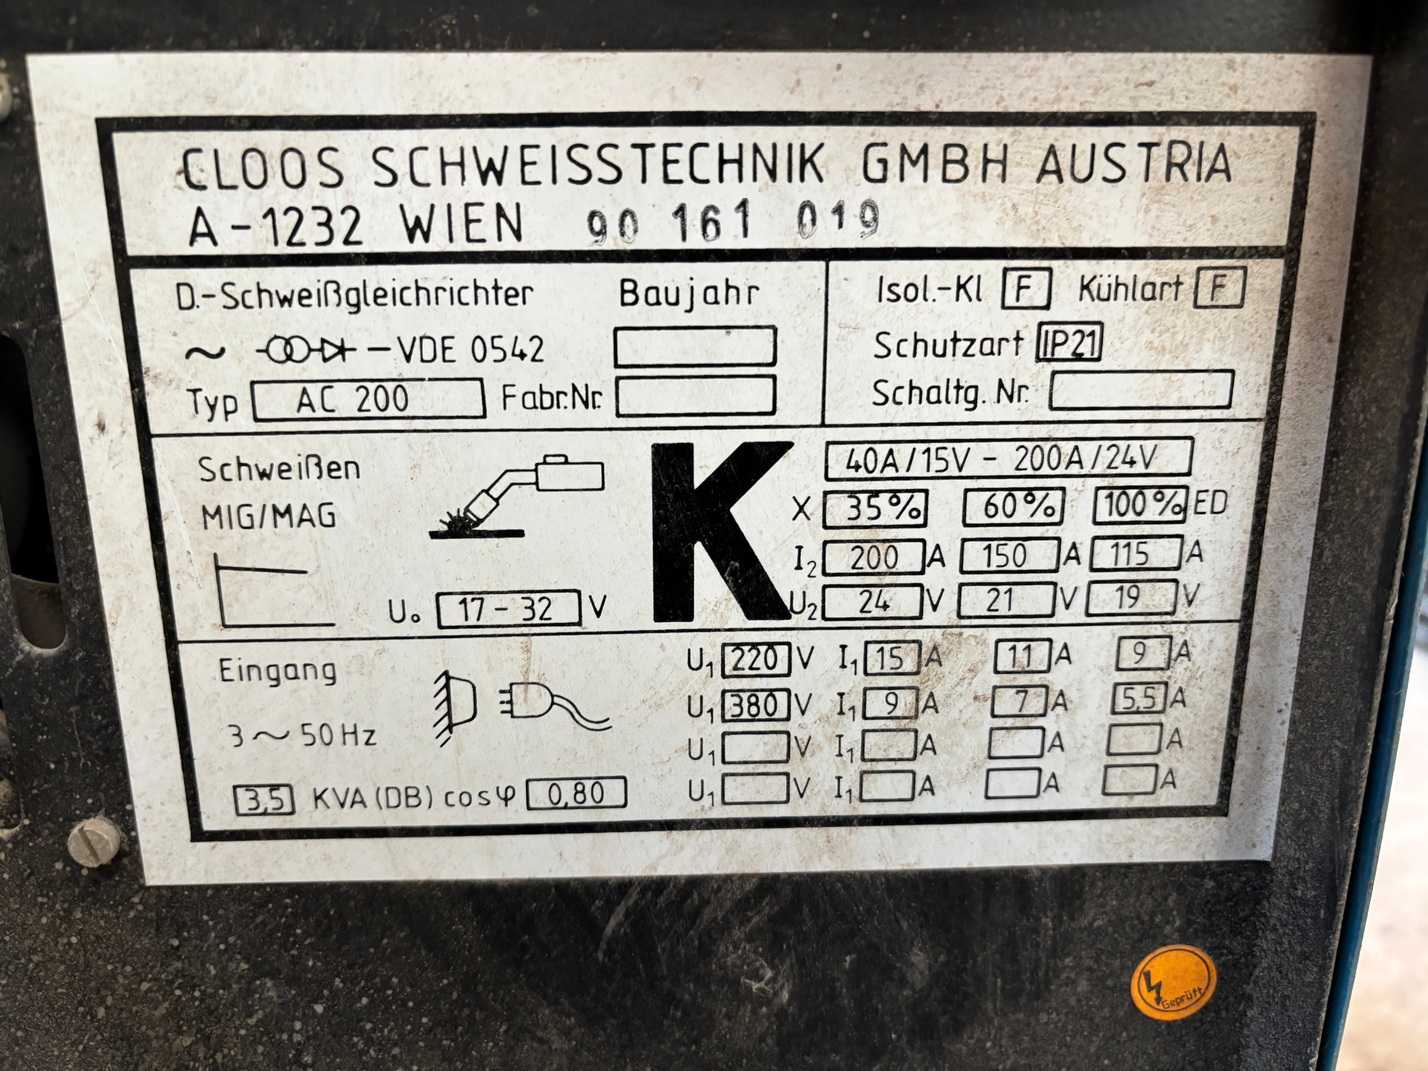 CLOOS SCHWEISSTECHNIK GMBH AUSTRIA
A-1232 WIEN 90 161 019
D.-Schweißgleichrichter Baujahr
~ -VDE 0542
Typ AC 200 Fabr.Nr.
Isol.-Kl F Kühlart F
Schutzart IP21
Schaltg. Nr.
Schweißen
MIG/MAG
U₀ 17-32 V
K
40A/15V - 200A/24V
X 35% 60% 100% ED
I₂ 200 A 150 A 115 A
U₂ 24 V 21 V 19 V
Eingang
3~50Hz
3,5 KVA (DB) cosφ 0,80
U₁ 220 V I₁ 15 A 11 A 9 A
U₁ 380 V I₁ 9 A 7 A 5,5 A
U₁ V I₁ A A A
U₁ V I₁ A A A
Geprüft